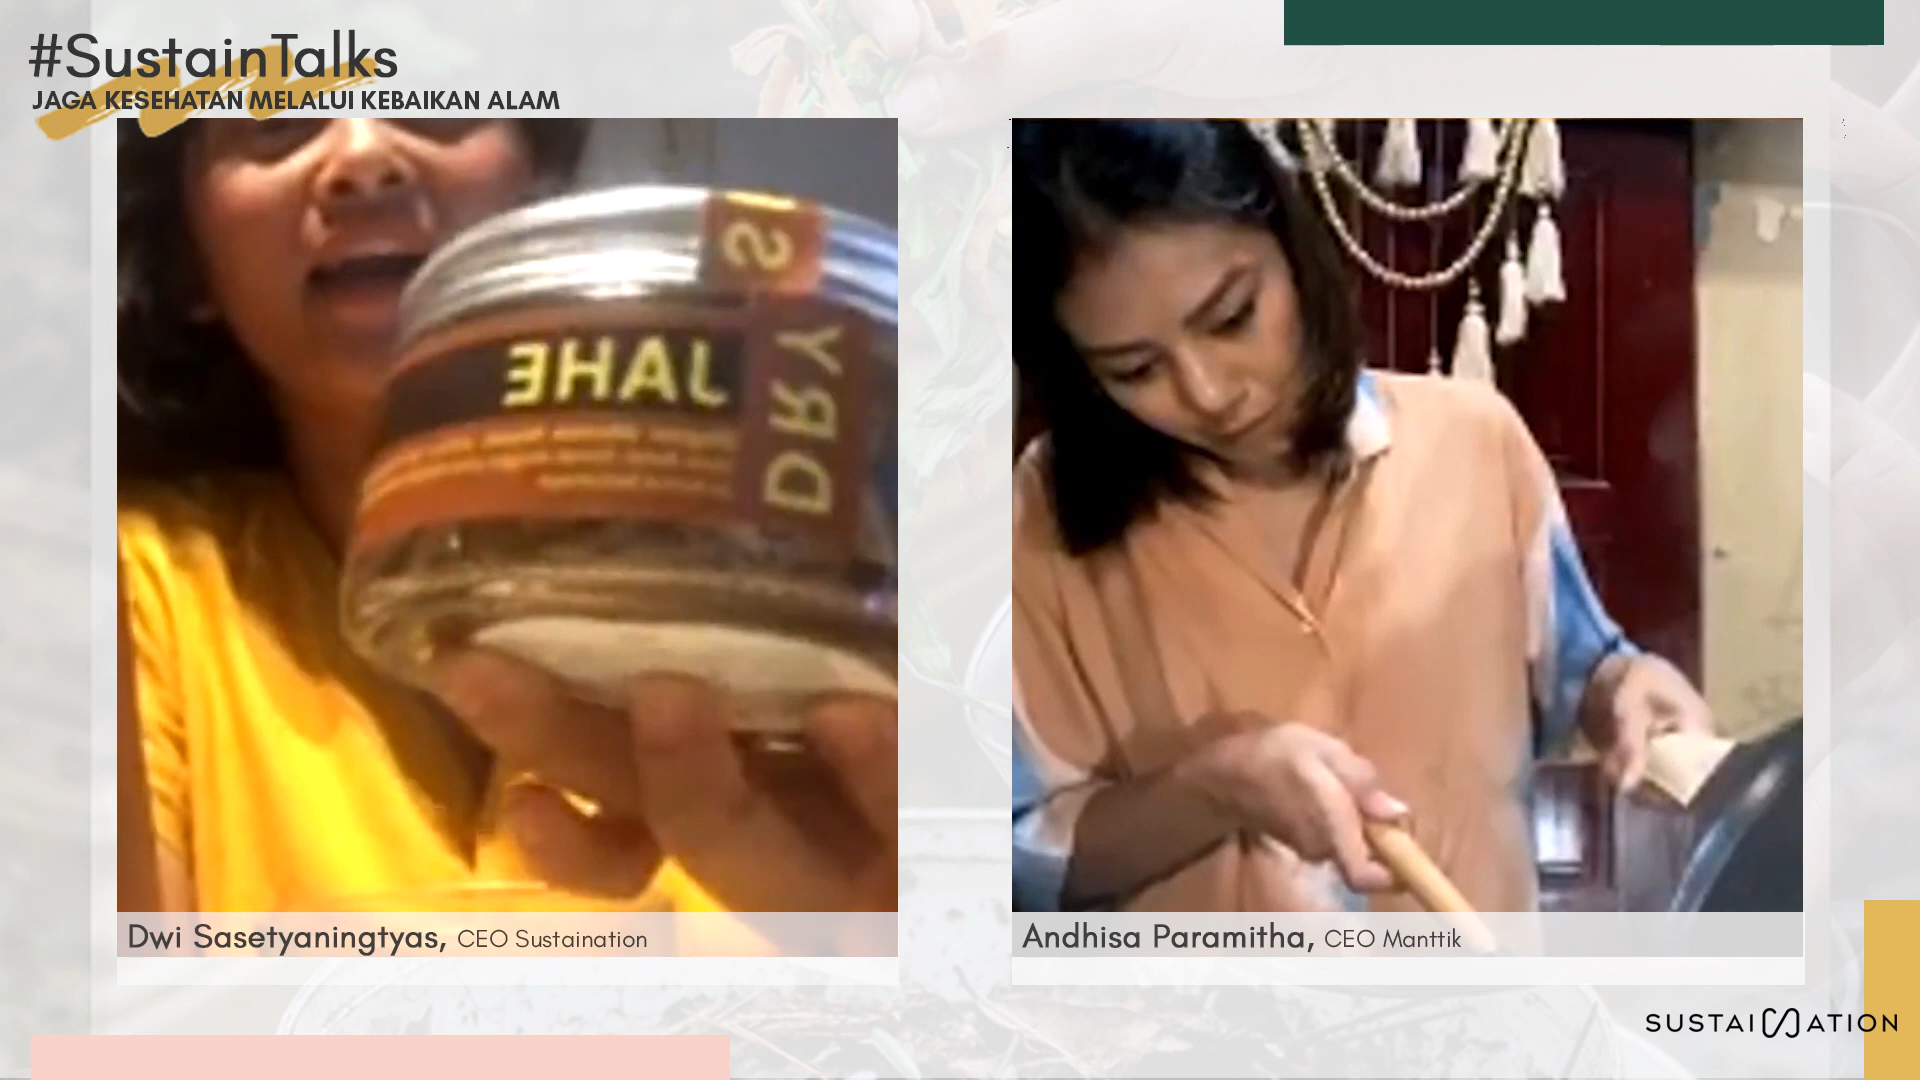 #SustainTalks
JAGA KESEHATAN MELALUI KEBAIKAN ALAM
S
JAHE
DRY
Dwi Sasetyaningtyas, CEO Sustaination
Andhisa Paramitha, CEO Manttik
SUSTAINATION